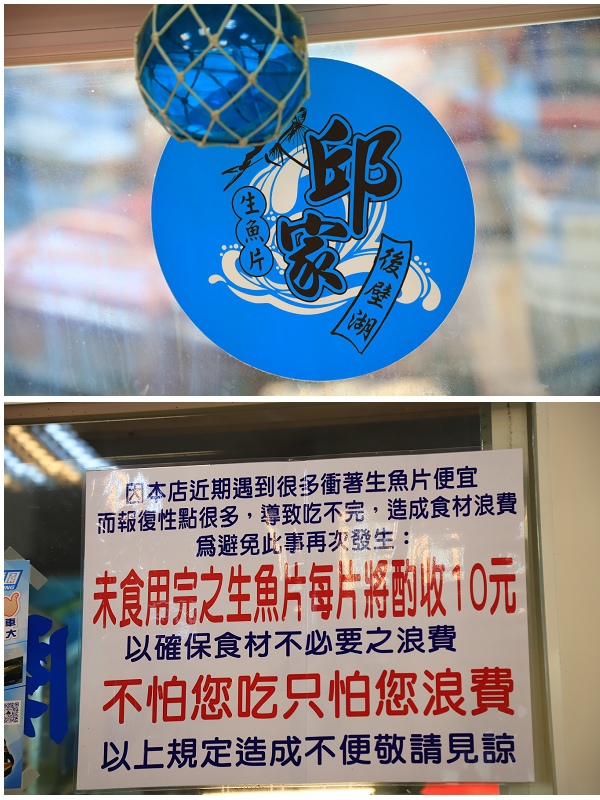 邱家
生魚片
後壁湖
因本店近期遇到很多衝著生魚片便宜
而報復性點很多，導致吃不完，造成食材浪費
為避免此事再次發生：
未食用完之生魚片每片將酌收10元
以確保食材不必要之浪費
不怕您吃只怕您浪費
以上規定造成不便敬請見諒
車
大